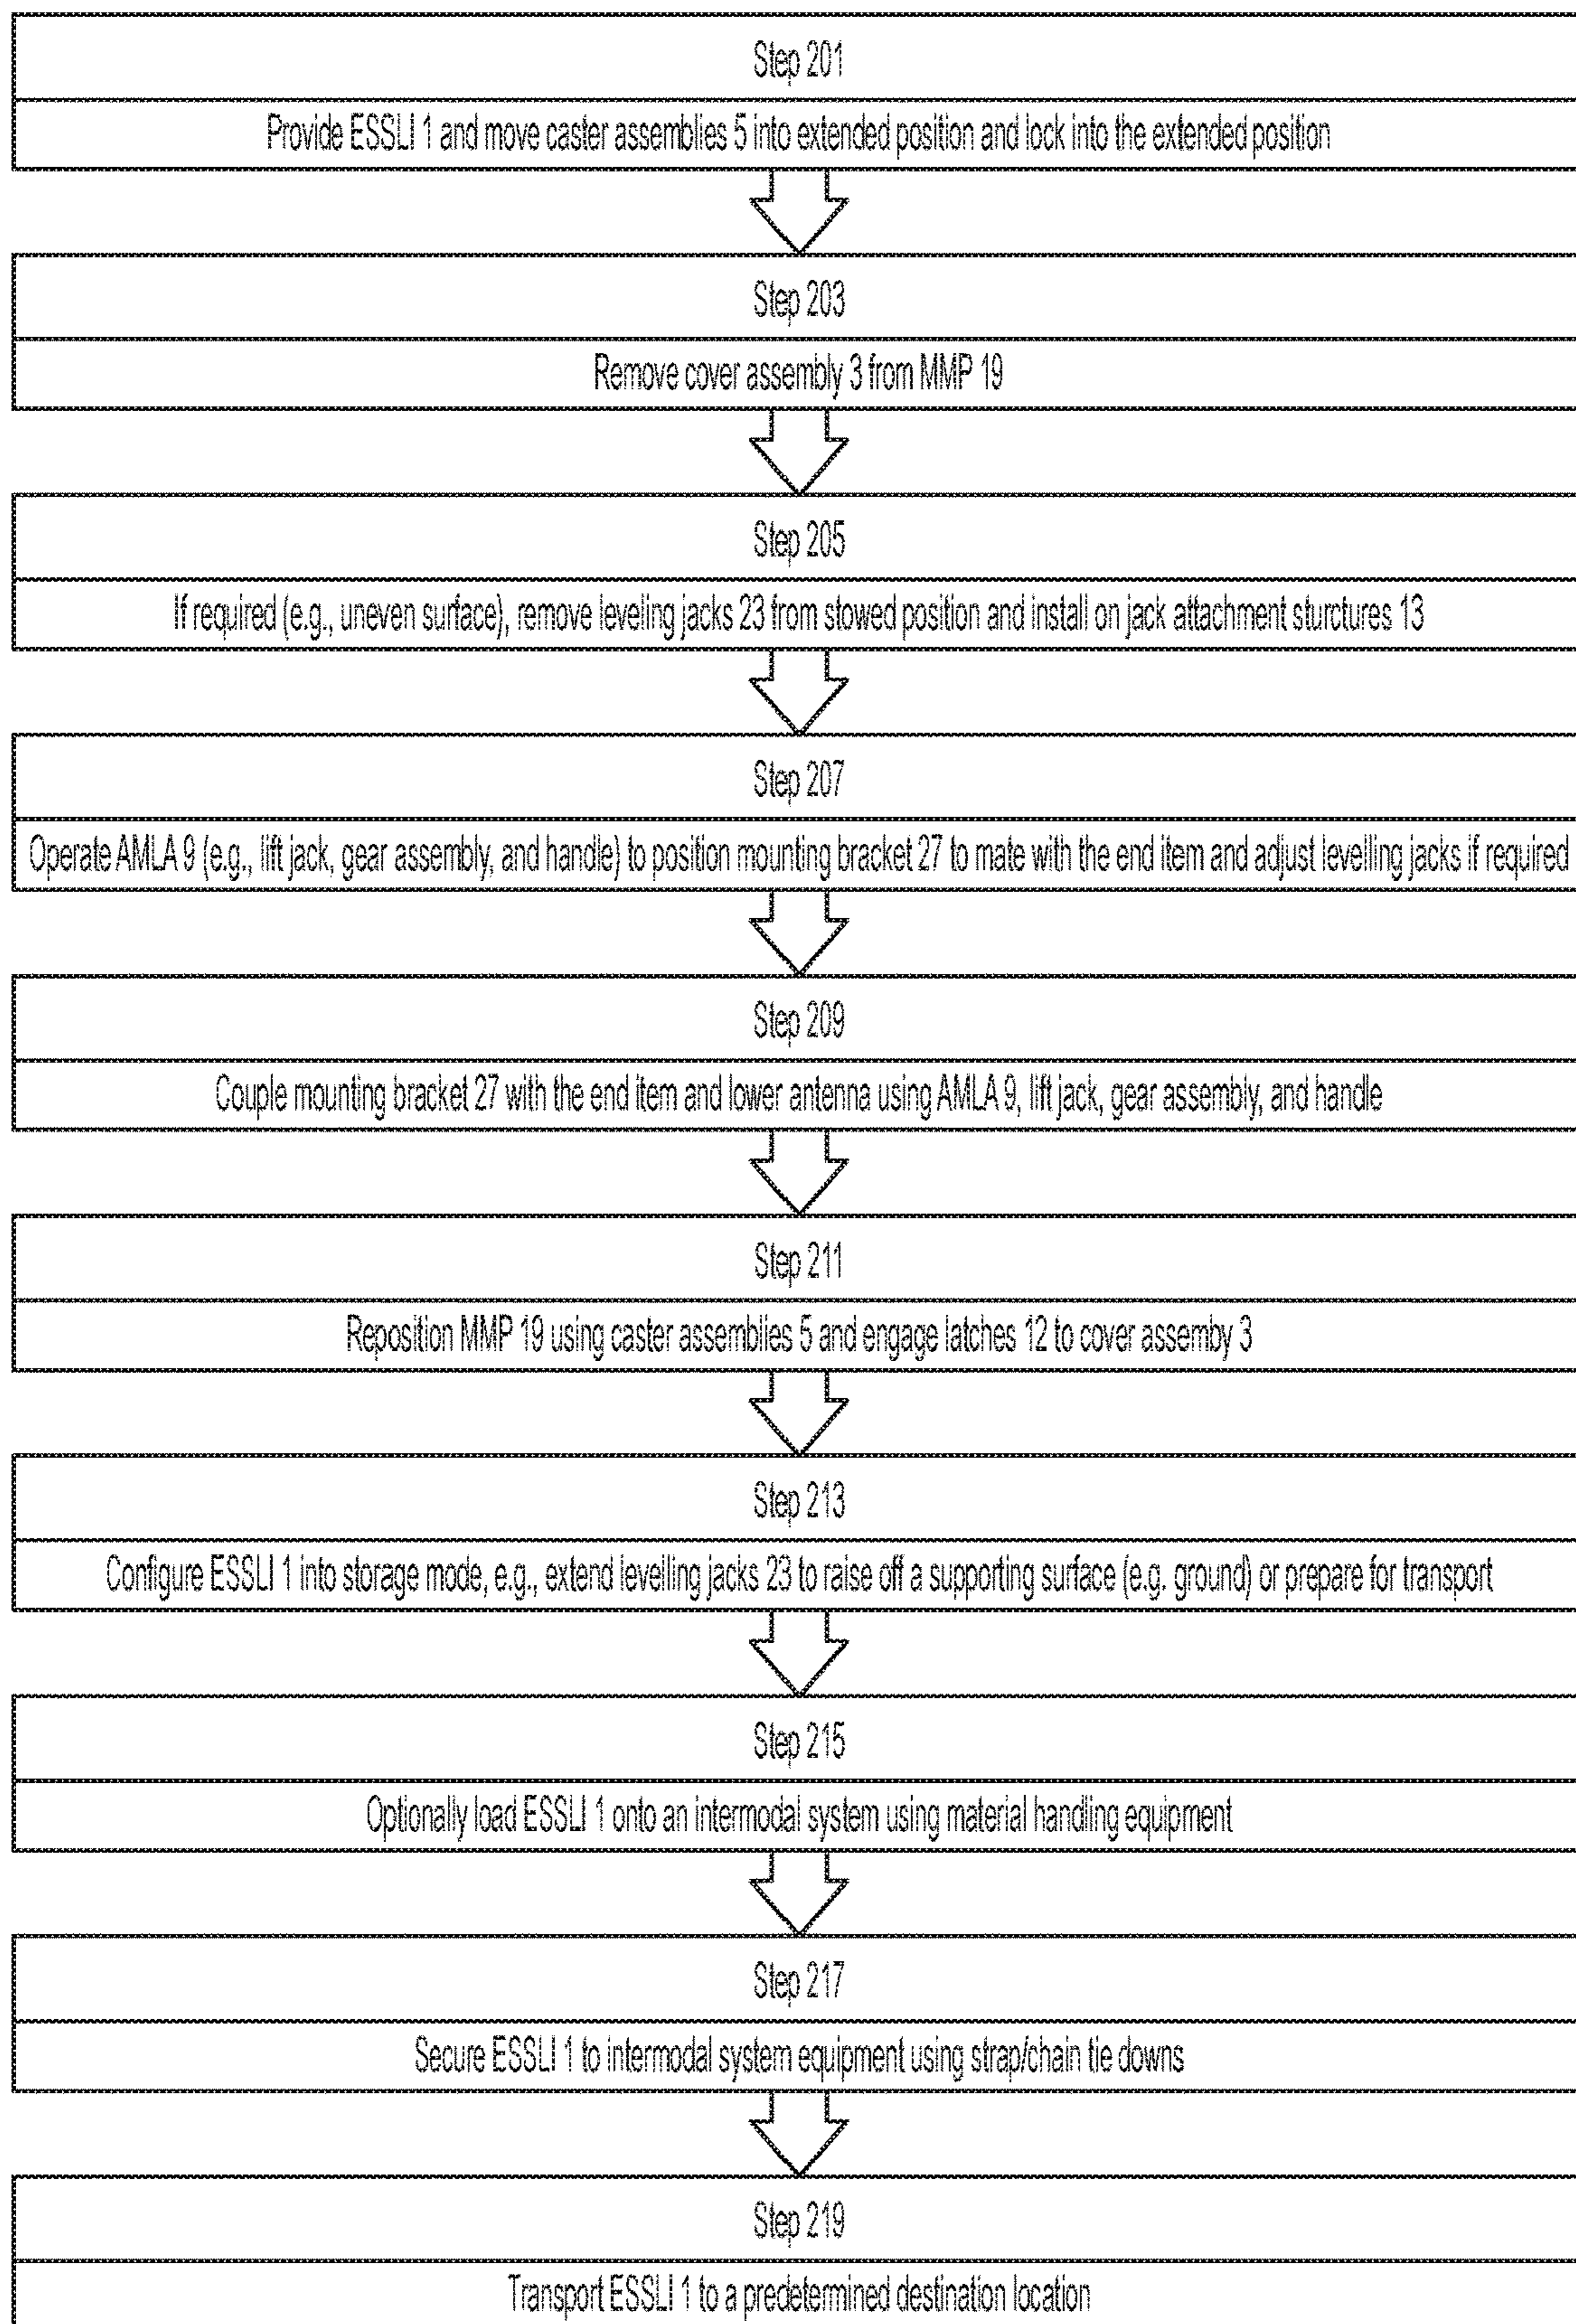 Step 201
Provide ESSLI 1 and move caster assemblies 5 into extended position and lock into the extended position
Step 203
Remove cover assembly 3 from MMP 19
Step 205
If required (e.g., uneven surface), remove leveling jacks 23 from stowed position and install on jack attachment sturctures 13
Step 207
Operate AMLA 9 (e.g., lift jack, gear assembly, and handle) to position mounting bracket 27 to mate with the end item and adjust levelling jacks if required
Step 209
Couple mounting bracket 27 with the end item and lower antenna using AMLA 9, lift jack, gear assembly, and handle
Step 211
Reposition MMP 19 using caster assemblies 5 and engage latches 12 to cover assemby 3
Step 213
Configure ESSLI 1 into storage mode, e.g., extend levelling jacks 23 to raise off a supporting surface (e.g. ground) or prepare for transport
Step 215
Optionally load ESSLI 1 onto an intermodal system using material handling equipment
Step 217
Secure ESSLI 1 to intermodal system equipment using strap/chain tie downs
Step 219
Transport ESSLI 1 to a predetermined destination location